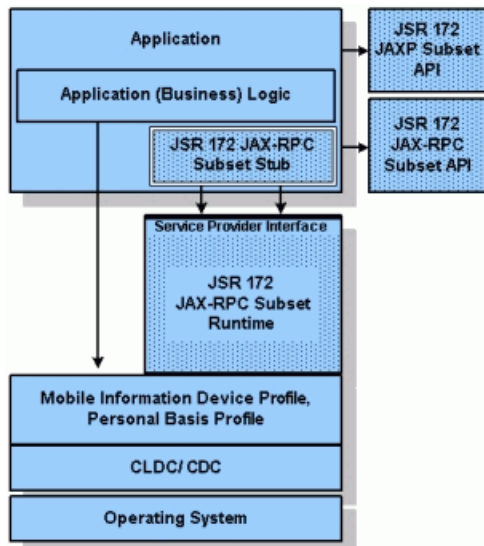 Application
Application (Business) Logic
JSR 172 JAX-RPC
Subset Stub
JSR 172
JAXP Subset
API
JSR 172
JAX-RPC
Subset API
Service Provider Interface
JSR 172
JAX-RPC Subset
Runtime
Mobile Information Device Profile,
Personal Basis Profile
CLDC/ CDC
Operating System